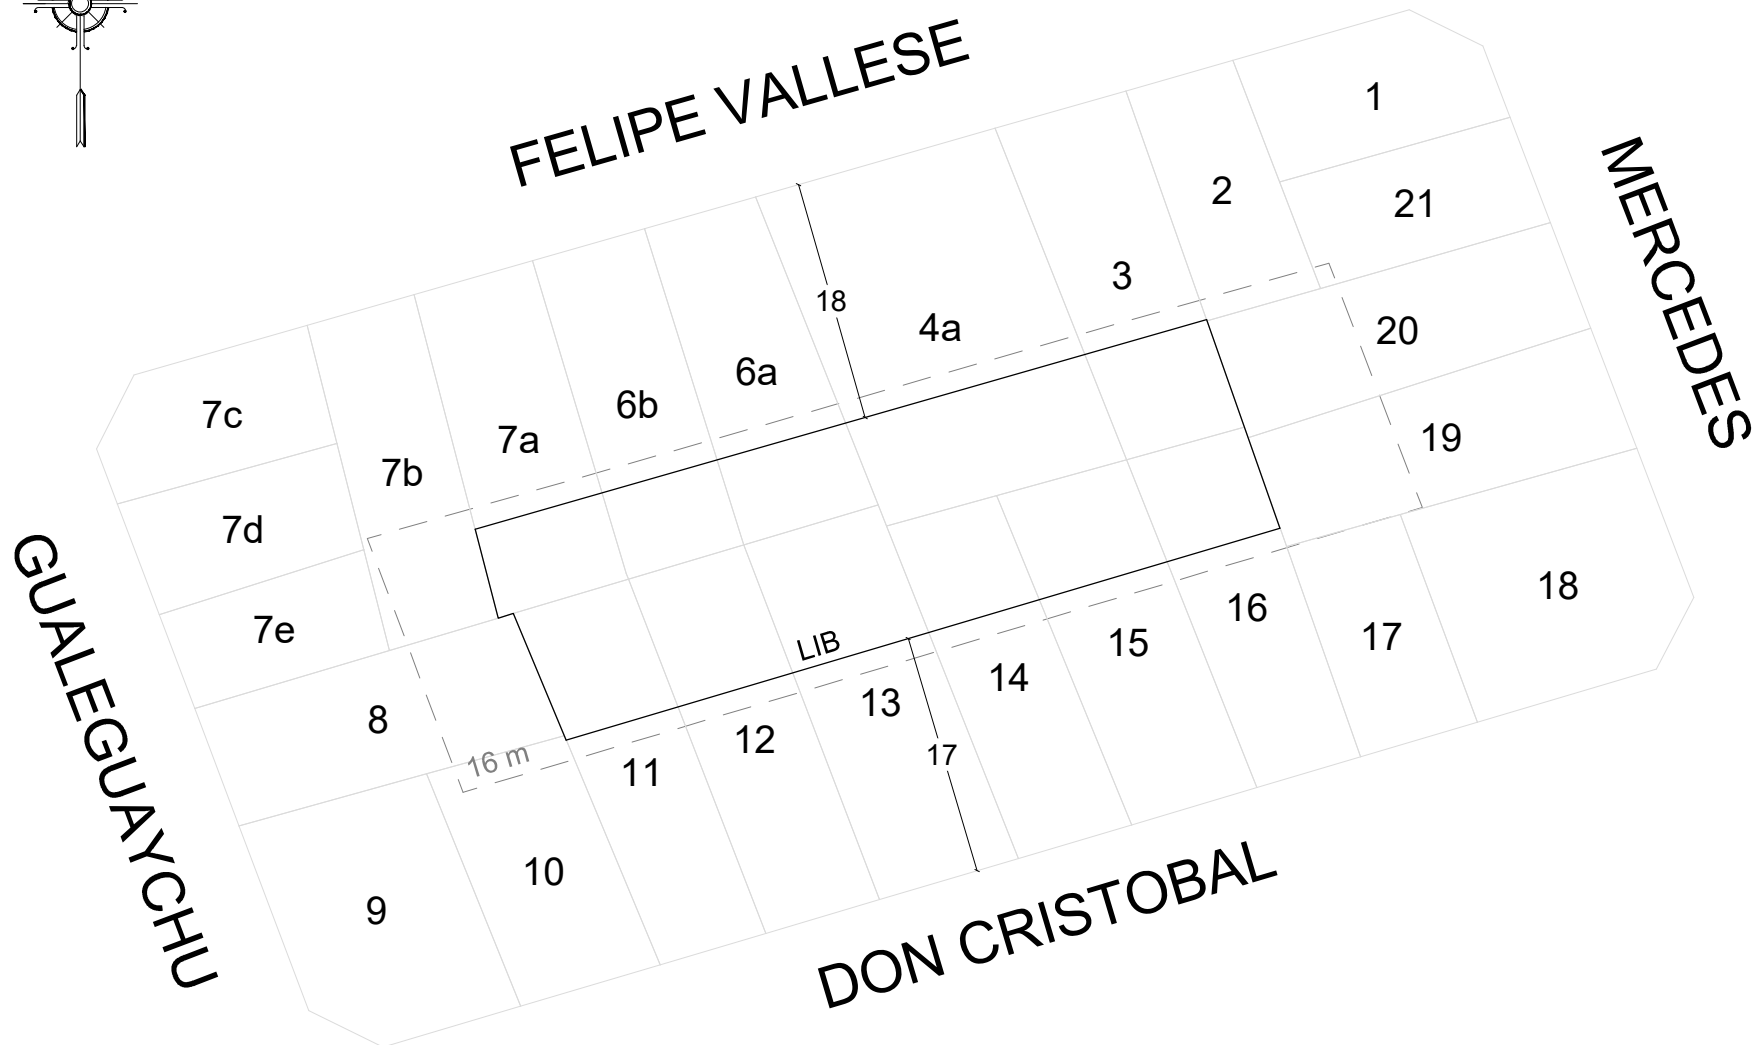 FELIPE VALLESE
MERCEDES
1
2
21
3
18
4a
20
6a
6b
7c
7a
7b
19
7d
7e
GUALEGUAYCHU
LIB
8
16 m
11
12
13
14
15
16
17
18
17
10
9
DON CRISTOBAL